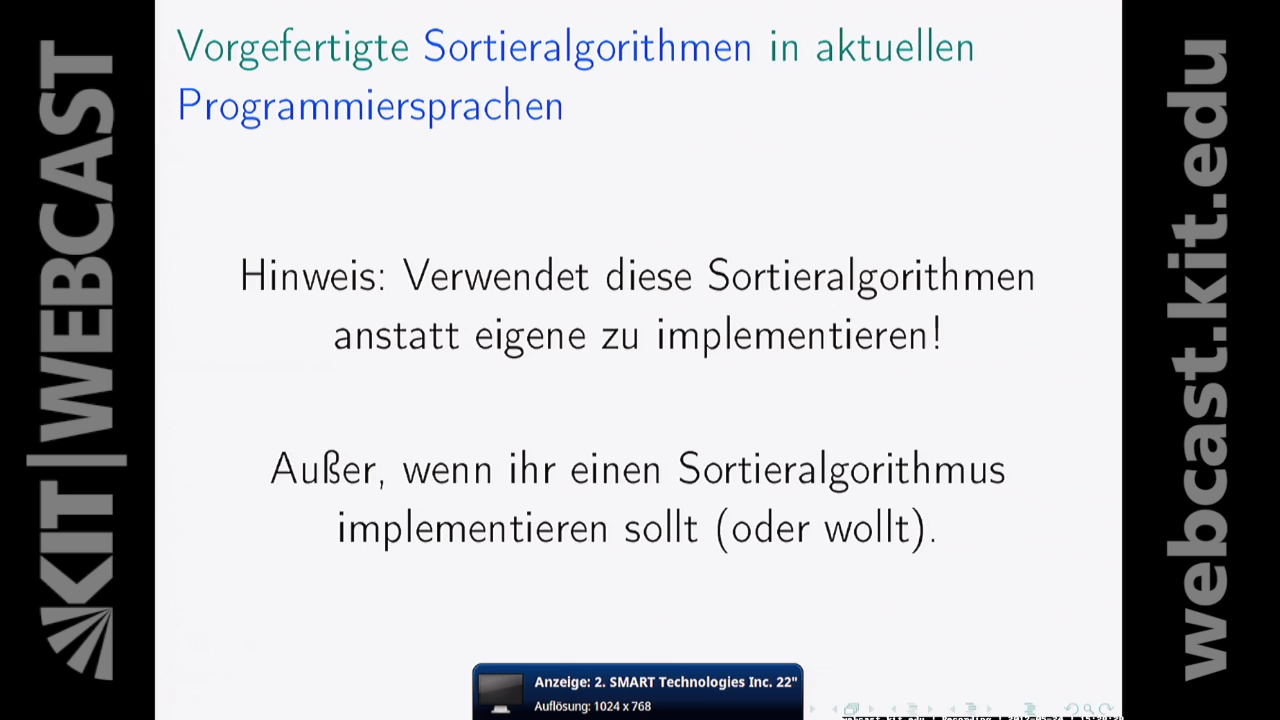 Vorgefertigte Sortieralgorithmen in aktuellen
Programmiersprachen
Hinweis: Verwendet diese Sortieralgorithmen
anstatt eigene zu implementieren!
Außer, wenn ihr einen Sortieralgorithmus
implementieren sollt (oder wollt).
Anzeige: 2. SMART Technologies Inc. 22"
Auflösung: 1024 x 768
KIT|WEBCAST
webcast.kit.edu